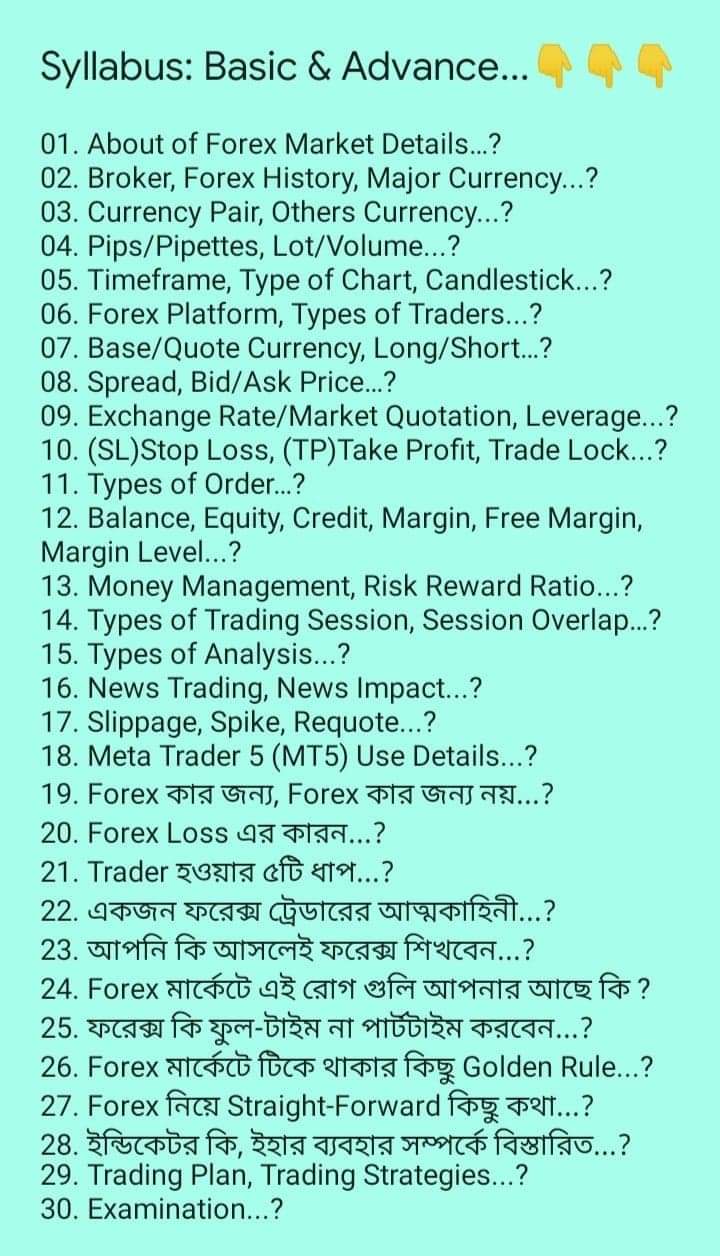 Syllabus: Basic & Advance...👇👇👇
01. About of Forex Market Details...?
02. Broker, Forex History, Major Currency...?
03. Currency Pair, Others Currency...?
04. Pips/Pipettes, Lot/Volume...?
05. Timeframe, Type of Chart, Candlestick...?
06. Forex Platform, Types of Traders...?
07. Base/Quote Currency, Long/Short...?
08. Spread, Bid/Ask Price...?
09. Exchange Rate/Market Quotation, Leverage...?
10. (SL)Stop Loss, (TP)Take Profit, Trade Lock...?
11. Types of Order...?
12. Balance, Equity, Credit, Margin, Free Margin,
Margin Level...?
13. Money Management, Risk Reward Ratio...?
14. Types of Trading Session, Session Overlap...?
15. Types of Analysis...?
16. News Trading, News Impact...?
17. Slippage, Spike, Requote...?
18. Meta Trader 5 (MT5) Use Details...?
19. Forex কার জন্য, Forex কার জন্য নয়...?
20. Forex Loss এর কারন...?
21. Trader হওয়ার ৫টি ধাপ...?
22. একজন ফরেক্স ট্রেডারের আত্মকাহিনী...?
23. আপনি কি আসলেই ফরেক্স শিখবেন...?
24. Forex মার্কেটে এই রোগ গুলি আপনার আছে কি ?
25. ফরেক্স কি ফুল-টাইম না পার্টটাইম করবেন...?
26. Forex মার্কেটে টিকে থাকার কিছু Golden Rule...?
27. Forex নিয়ে Straight-Forward কিছু কথা...?
28. ইন্ডিকেটর কি, ইহার ব্যবহার সম্পর্কে বিস্তারিত...?
29. Trading Plan, Trading Strategies...?
30. Examination...?